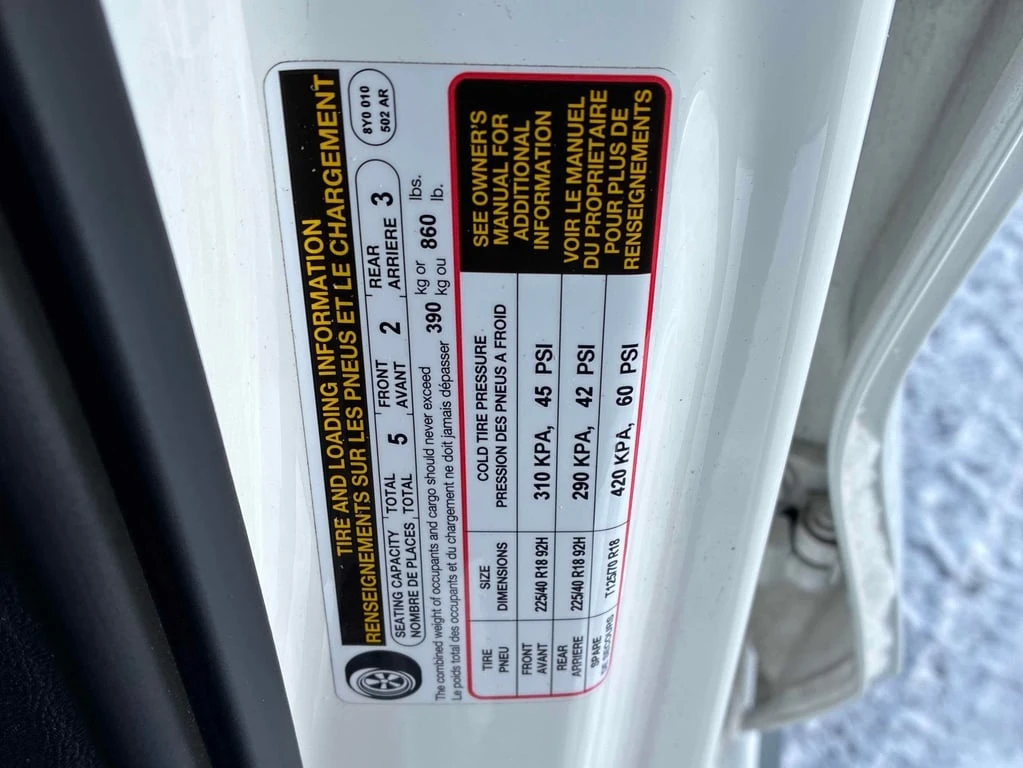 TIRE AND LOADING INFORMATION
RENSEIGNEMENTS SUR LES PNEUS ET LE CHARGEMENT
SEATING CAPACITY TOTAL 5 FRONT 2 REAR 3
NOMBRE DE PLACES TOTAL AVANT ARRIERE
8Y0 010
502 AR
The combined weight of occupants and cargo should never exceed 390 kg or 860 lbs.
Le poids total des occupants et du chargement ne doit jamais dépasser kg ou lb.
TIRE SIZE COLD TIRE PRESSURE
PNEU DIMENSIONS PRESSION DES PNEUS A FROID
FRONT 225/40 R18 92H 310 KPA, 45 PSI
AVANT
REAR 225/40 R18 92H 290 KPA, 42 PSI
ARRIERE
SPARE T125/70 R18 420 KPA, 60 PSI
DE SECOURS
SEE OWNER'S
MANUAL FOR
ADDITIONAL
INFORMATION
VOIR LE MANUEL
DU PROPRIETAIRE
POUR PLUS DE
RENSEIGNEMENTS